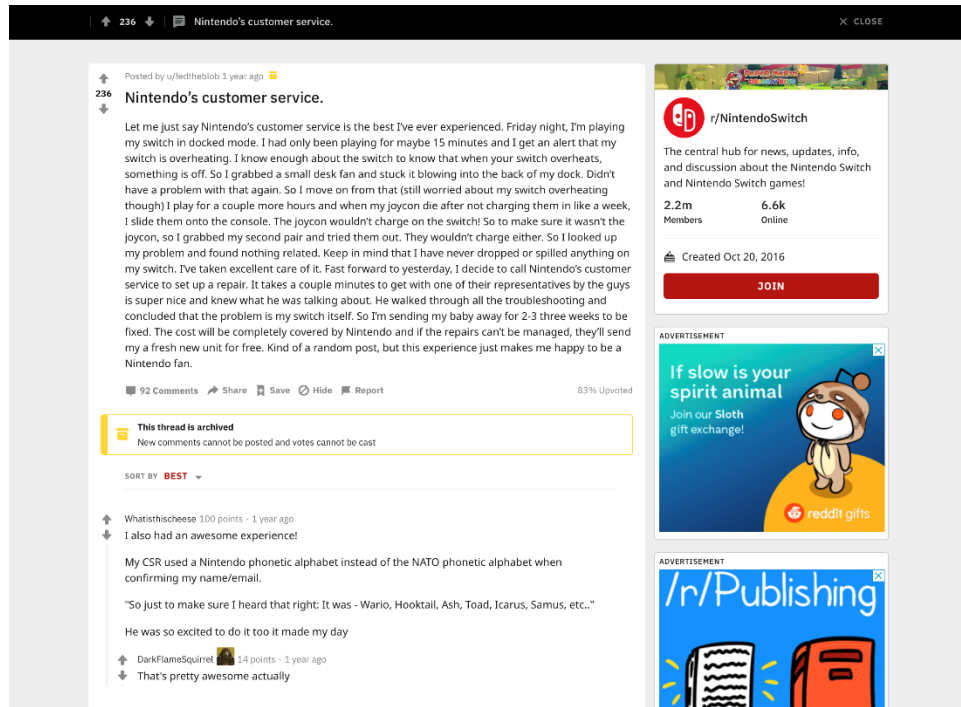 236
Nintendo’s customer service.
CLOSE
Posted by u/fedtheblob 1 year ago
236
Nintendo’s customer service.
Let me just say Nintendo’s customer service is the best I’ve ever experienced. Friday night, I’m playing
my switch in docked mode. I had only been playing for maybe 15 minutes and I get an alert that my
switch is overheating. I know enough about the switch to know that when your switch overheats,
something is off. So I grabbed a small desk fan and stuck it blowing into the back of my dock. Didn’t
have a problem with that again. So I move on from that (still worried about my switch overheating
though) I play for a couple more hours and when my joycon die after not charging them in like a week,
I slide them onto the console. The joycon wouldn’t charge on the switch! So to make sure it wasn’t the
joycon, so I grabbed my second pair and tried them out. They wouldn’t charge either. So I looked up
my problem and found nothing related. Keep in mind that I have never dropped or spilled anything on
my switch. I’ve taken excellent care of it. Fast forward to yesterday, I decide to call Nintendo’s customer
service to set up a repair. It takes a couple minutes to get with one of their representatives by the guys
is super nice and knew what he was talking about. He walked through all the troubleshooting and
concluded that the problem is my switch itself. So I’m sending my baby away for 2-3 three weeks to be
fixed. The cost will be completely covered by Nintendo and if the repairs can’t be managed, they’ll send
my a fresh new unit for free. Kind of a random post, but this experience just makes me happy to be a
Nintendo fan.
92 Comments Share Save Hide Report 83% Upvoted
This thread is archived
New comments cannot be posted and votes cannot be cast
SORT BY BEST
Whatisthischeese 100 points · 1 year ago
I also had an awesome experience!
My CSR used a Nintendo phonetic alphabet instead of the NATO phonetic alphabet when
confirming my name/email.
"So just to make sure I heard that right: It was - Wario, Hooktail, Ash, Toad, Icarus, Samus, etc.."
He was so excited to do it too it made my day
DarkFlameSquirrel 14 points · 1 year ago
That's pretty awesome actually
r/NintendoSwitch
The central hub for news, updates, info,
and discussion about the Nintendo Switch
and Nintendo Switch games!
2.2m 6.6k
Members Online
Created Oct 20, 2016
JOIN
ADVERTISEMENT
If slow is your
spirit animal
Join our Sloth
gift exchange!
reddit gifts
ADVERTISEMENT
/r/Publishing